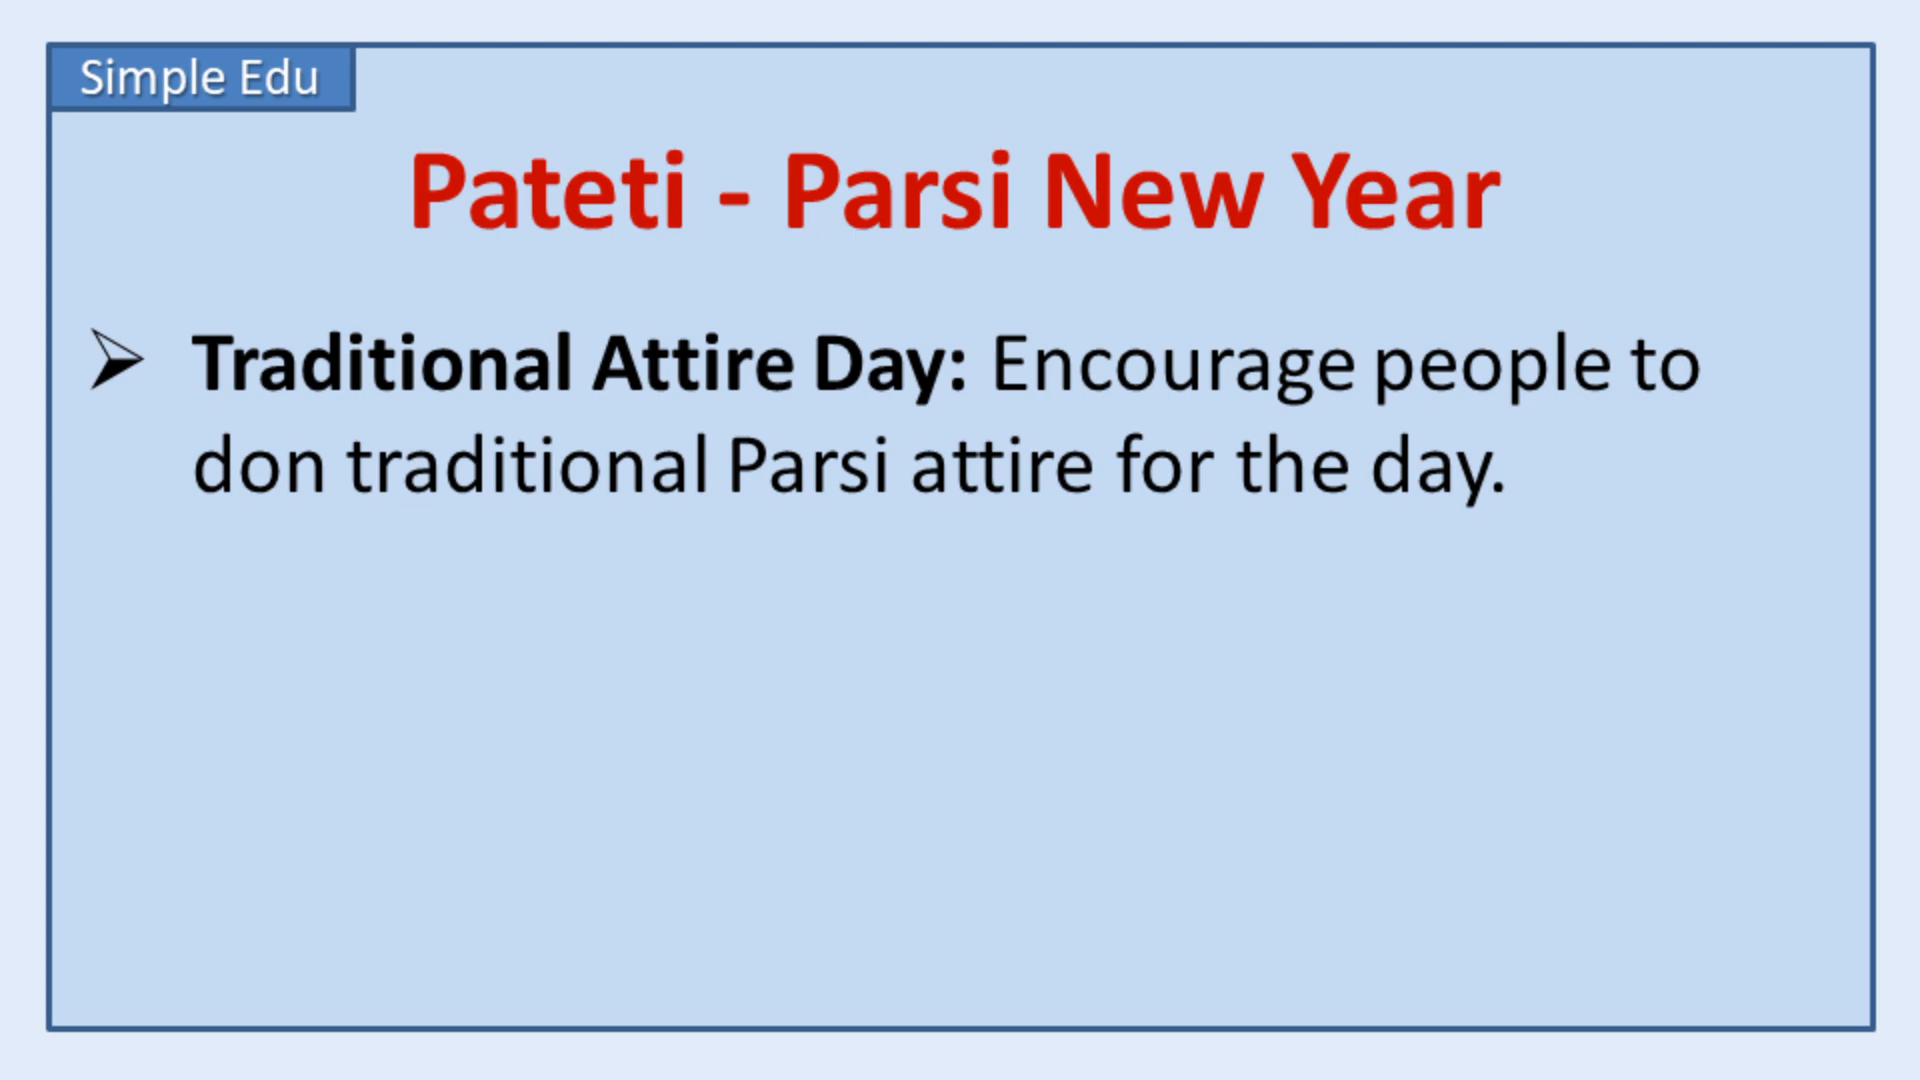 Simple Edu
Pateti - Parsi New Year
Traditional Attire Day: Encourage people to
don traditional Parsi attire for the day.